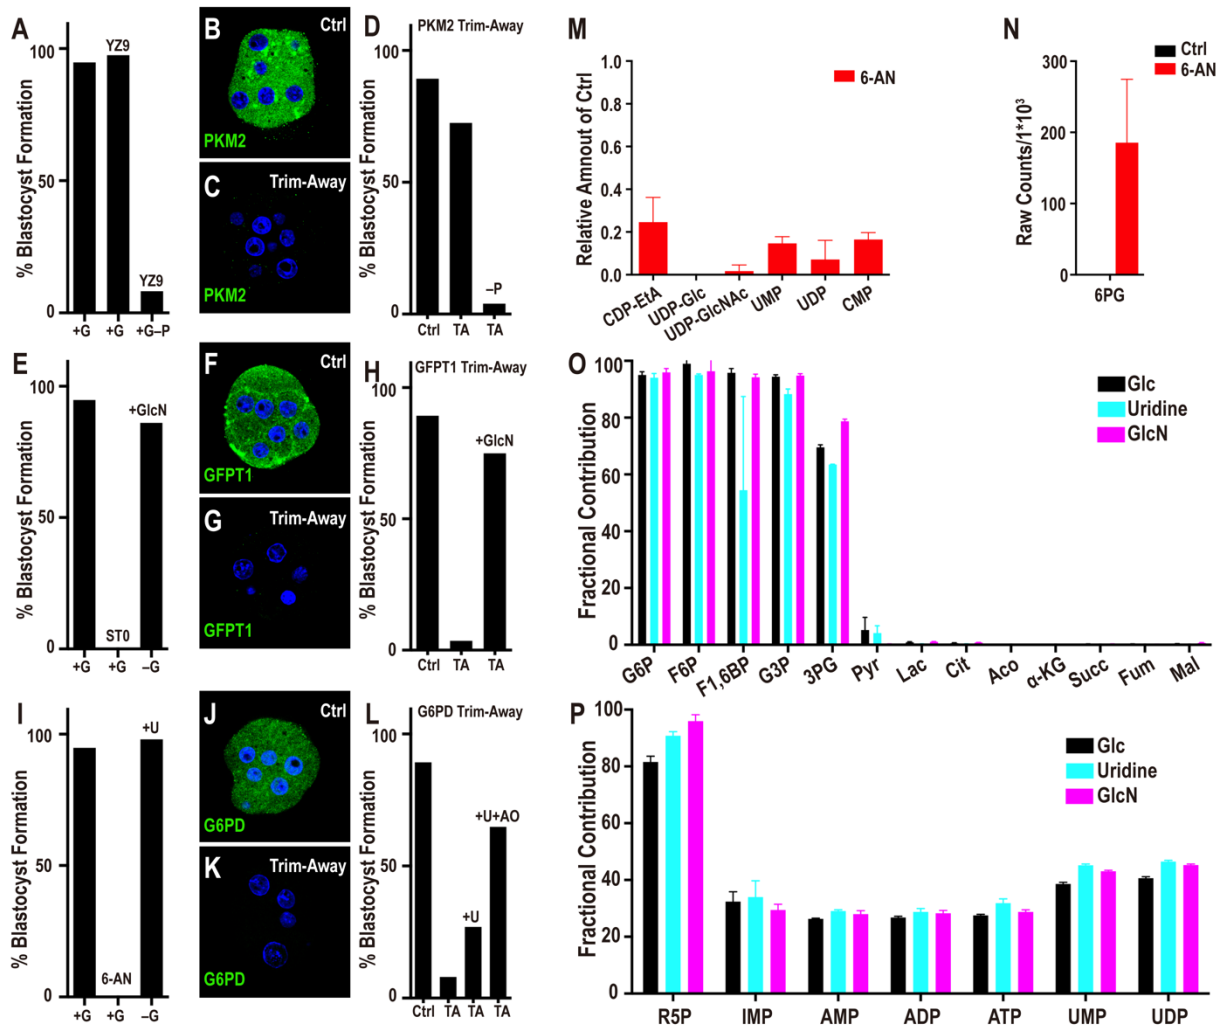 A
% Blastocyst Formation
100
50
0
YZ9
YZ9
+G +G +G–P
B
Ctrl
PKM2
C
Trim-Away
PKM2
D
PKM2 Trim-Away
% Blastocyst Formation
100
50
0
–P
Ctrl TA TA
M
Relative Amnout of Ctrl
1.0
0.8
0.6
0.4
0.2
0.0
6-AN
CDP-EtA UDP-Glc UDP-GlcNAc UMP UDP CMP
N
Raw Counts/1*10³
300
200
100
0
Ctrl
6-AN
6PG
E
% Blastocyst Formation
100
50
0
+GlcN
ST0
+G +G –G
F
Ctrl
GFPT1
G
Trim-Away
GFPT1
H
GFPT1 Trim-Away
% Blastocyst Formation
100
50
0
+GlcN
Ctrl TA TA
O
Fractional Contribution
100
80
60
40
20
0
Glc
Uridine
GlcN
G6P F6P F1,6BP G3P 3PG Pyr Lac Cit Aco α-KG Succ Fum Mal
I
% Blastocyst Formation
100
50
0
+U
6-AN
+G +G –G
J
Ctrl
G6PD
K
Trim-Away
G6PD
L
G6PD Trim-Away
% Blastocyst Formation
100
50
0
+U+AO
+U
Ctrl TA TA TA
P
Fractional Contribution
100
80
60
40
20
0
Glc
Uridine
GlcN
R5P IMP AMP ADP ATP UMP UDP